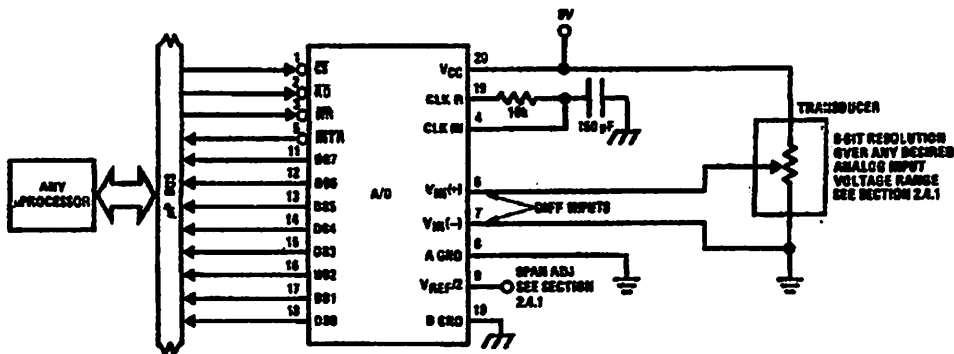 5V
1
CS
20
VCC
2
RD
19
CLK R
10k
150 pF
3
WR
4
CLK IN
TRANSDUCER
5
INTR
8-BIT RESOLUTION
OVER ANY DESIRED
ANALOG INPUT
VOLTAGE RANGE
SEE SECTION 2.4.1
11
DB7
ANY
μPROCESSOR
μP BUS
12
DB6
A/D
6
VIN(+)
13
DB5
DIFF INPUTS
14
DB4
7
VIN(–)
15
DB3
8
A GND
16
DB2
9
VREF/2
SPAN ADJ
SEE SECTION
2.4.1
17
DB1
18
DB0
10
D GND